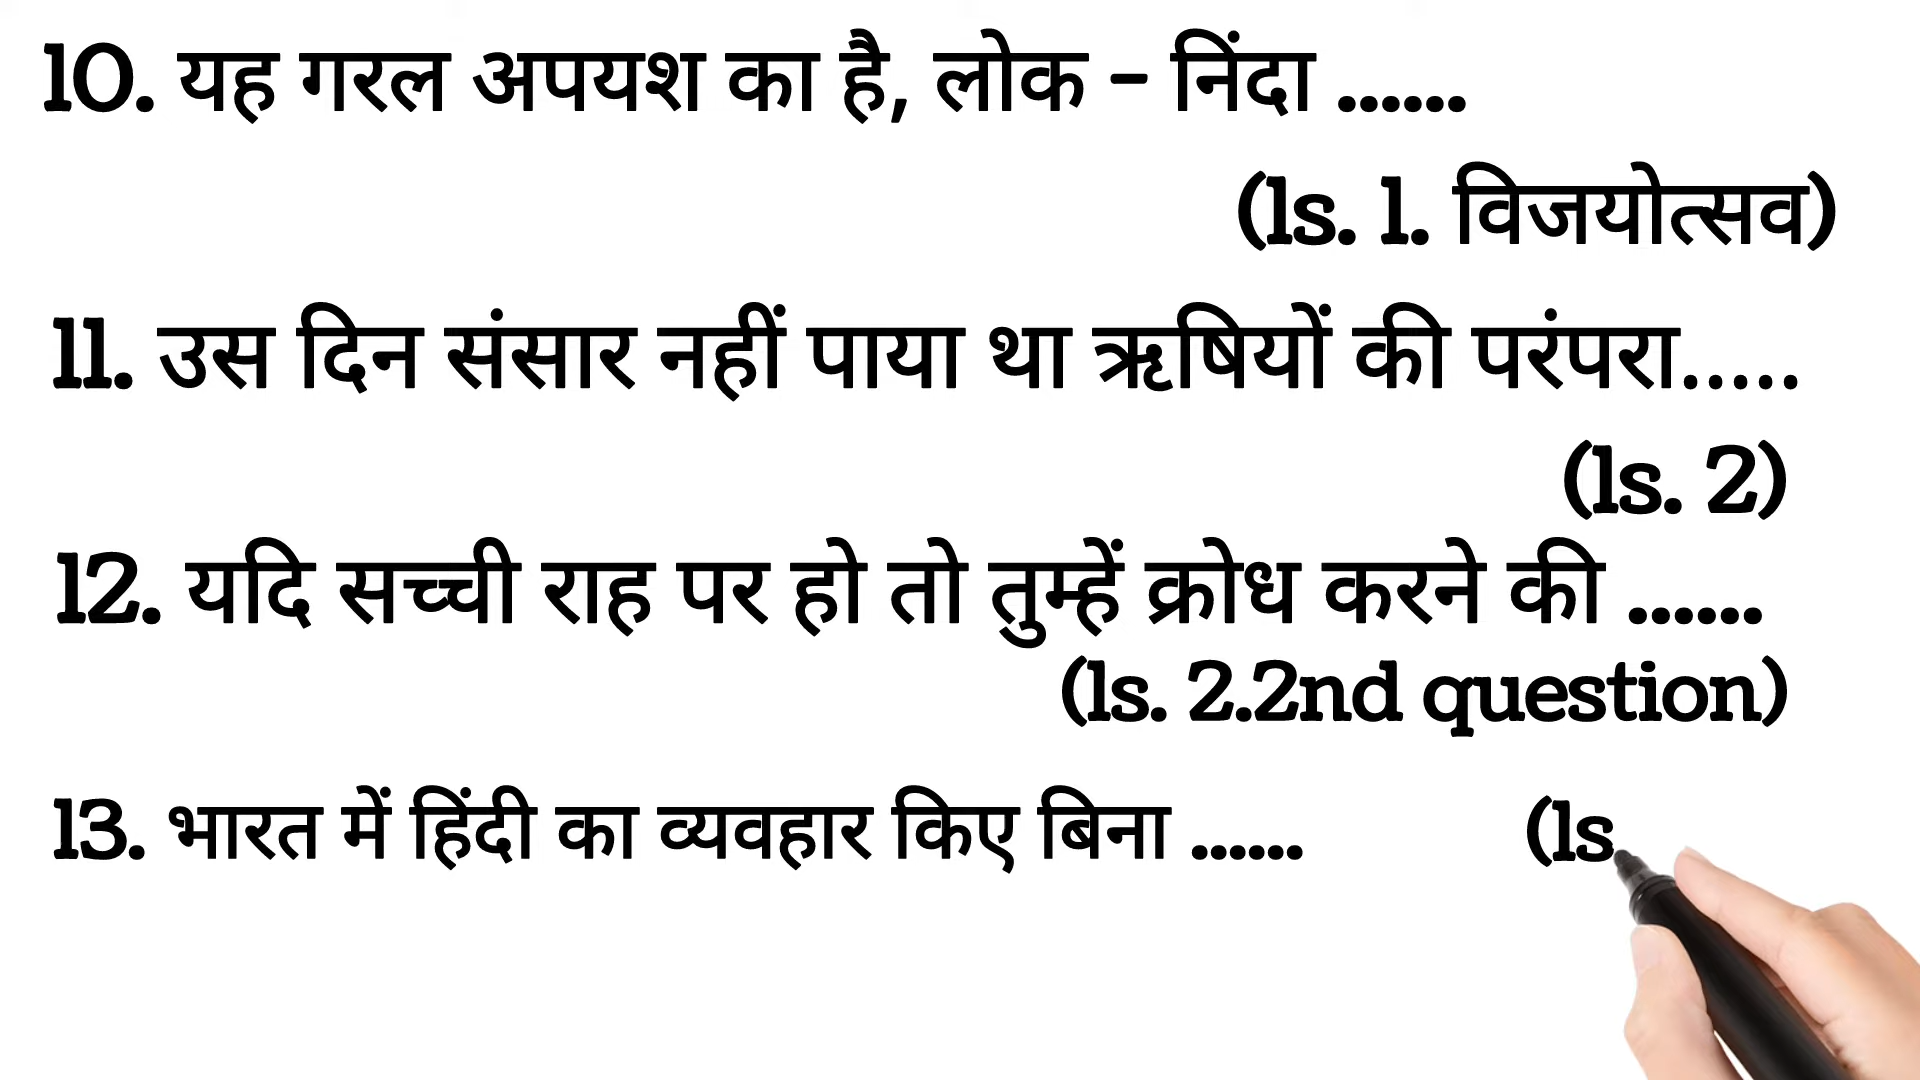 10. यह गरल अपयश का है, लोक - निंदा ......
(ls. 1. विजयोत्सव)
11. उस दिन संसार नहीं पाया था ऋषियों की परंपरा.....
(ls. 2)
12. यदि सच्ची राह पर हो तो तुम्हें क्रोध करने की ......
(ls. 2.2nd question)
13. भारत में हिंदी का व्यवहार किए बिना ...... (ls